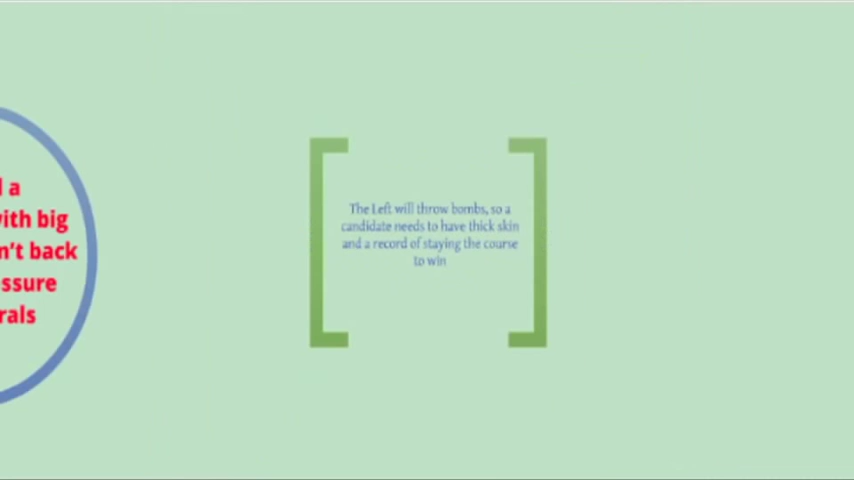 a
with big
n't back
ssure
rals
The Left will throw bombs, so a
candidate needs to have thick skin
and a record of staying the course
to win